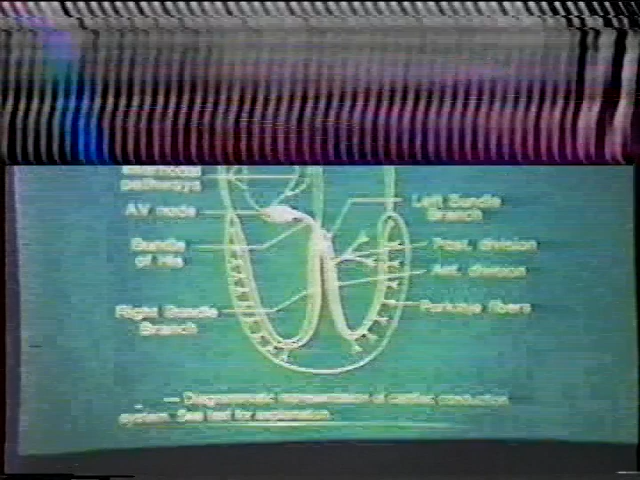 pathways
A.V node
Bundle
of His
Right Bundle
Branch
Left Bundle
Branch
Post. division
Ant. division
Purkinje fibers
— Diagrammatic representation of cardiac conduction
system. See text for explanation.